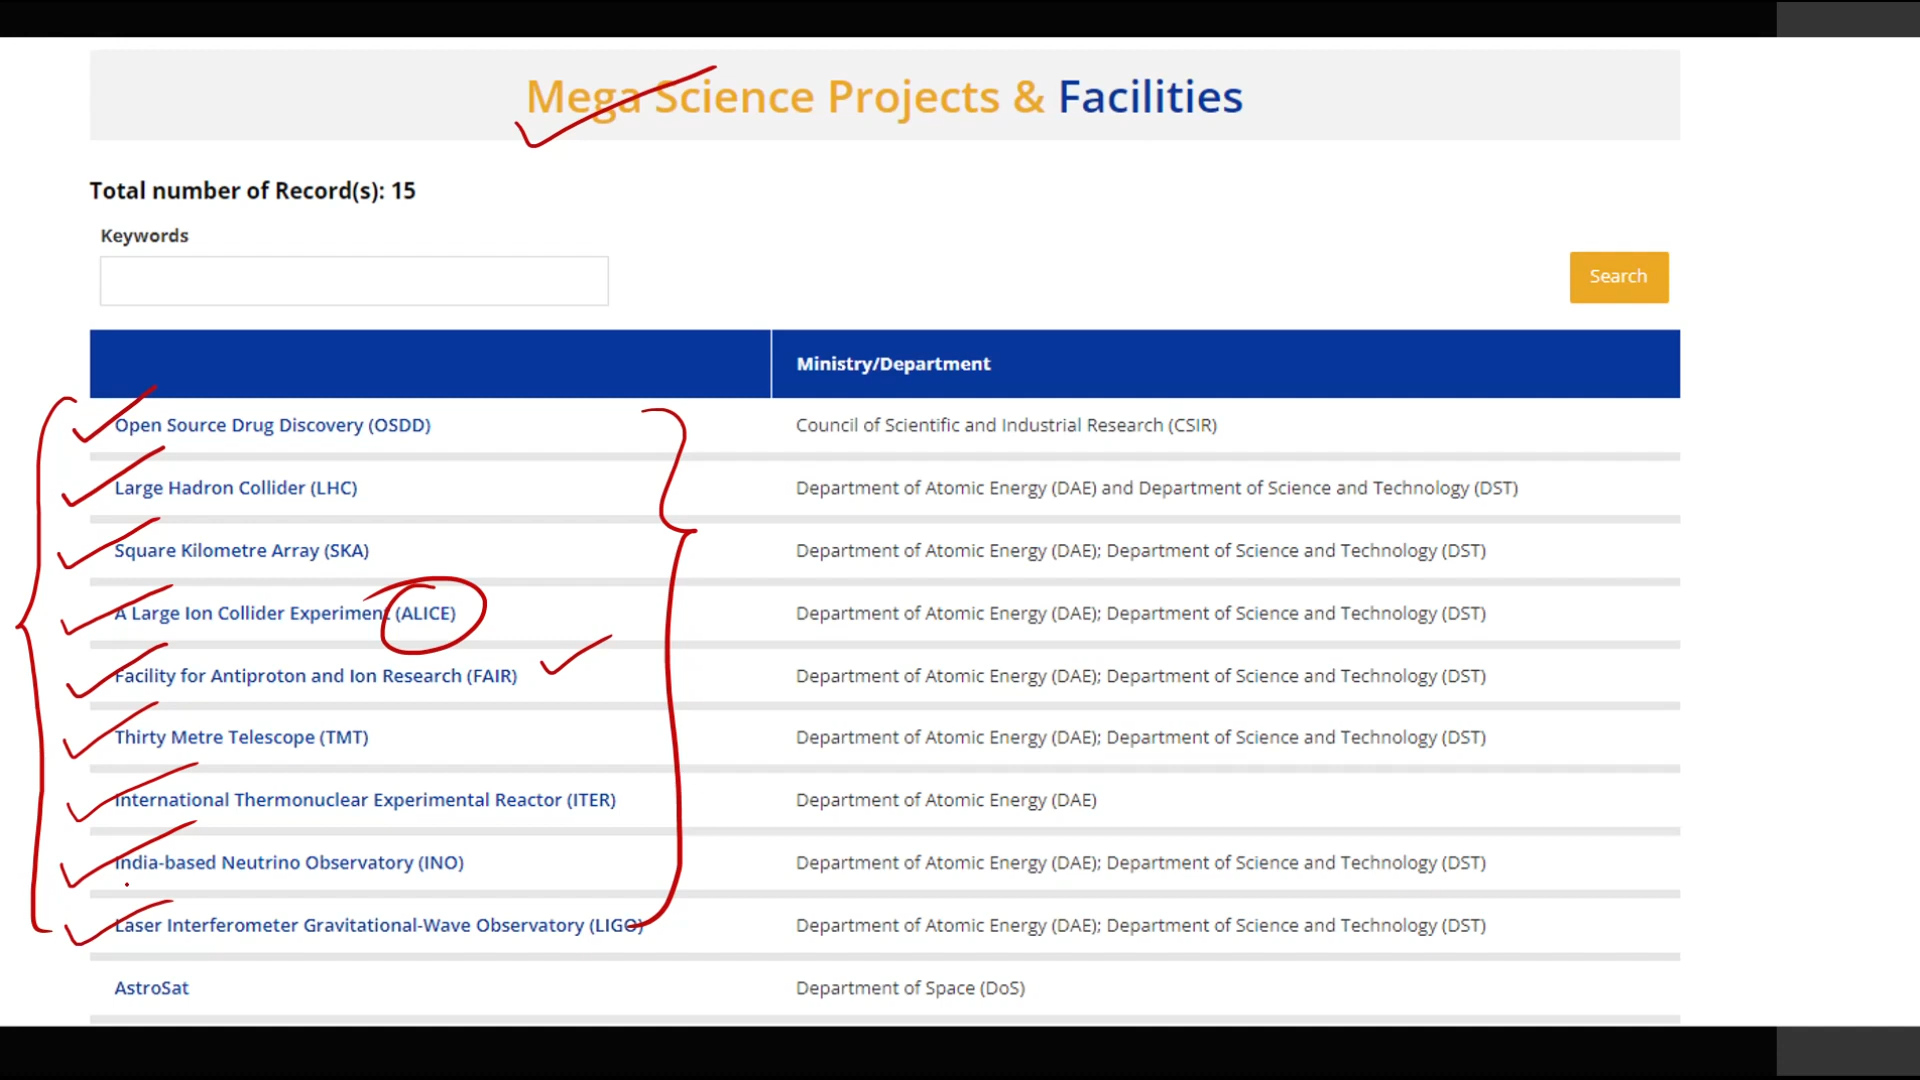 Mega Science Projects & Facilities
Total number of Record(s): 15
Keywords
Search
Ministry/Department
Open Source Drug Discovery (OSDD) Council of Scientific and Industrial Research (CSIR)
Large Hadron Collider (LHC) Department of Atomic Energy (DAE) and Department of Science and Technology (DST)
Square Kilometre Array (SKA) Department of Atomic Energy (DAE); Department of Science and Technology (DST)
A Large Ion Collider Experiment (ALICE) Department of Atomic Energy (DAE); Department of Science and Technology (DST)
Facility for Antiproton and Ion Research (FAIR) Department of Atomic Energy (DAE); Department of Science and Technology (DST)
Thirty Metre Telescope (TMT) Department of Atomic Energy (DAE); Department of Science and Technology (DST)
International Thermonuclear Experimental Reactor (ITER) Department of Atomic Energy (DAE)
India-based Neutrino Observatory (INO) Department of Atomic Energy (DAE); Department of Science and Technology (DST)
Laser Interferometer Gravitational-Wave Observatory (LIGO) Department of Atomic Energy (DAE); Department of Science and Technology (DST)
AstroSat Department of Space (DoS)